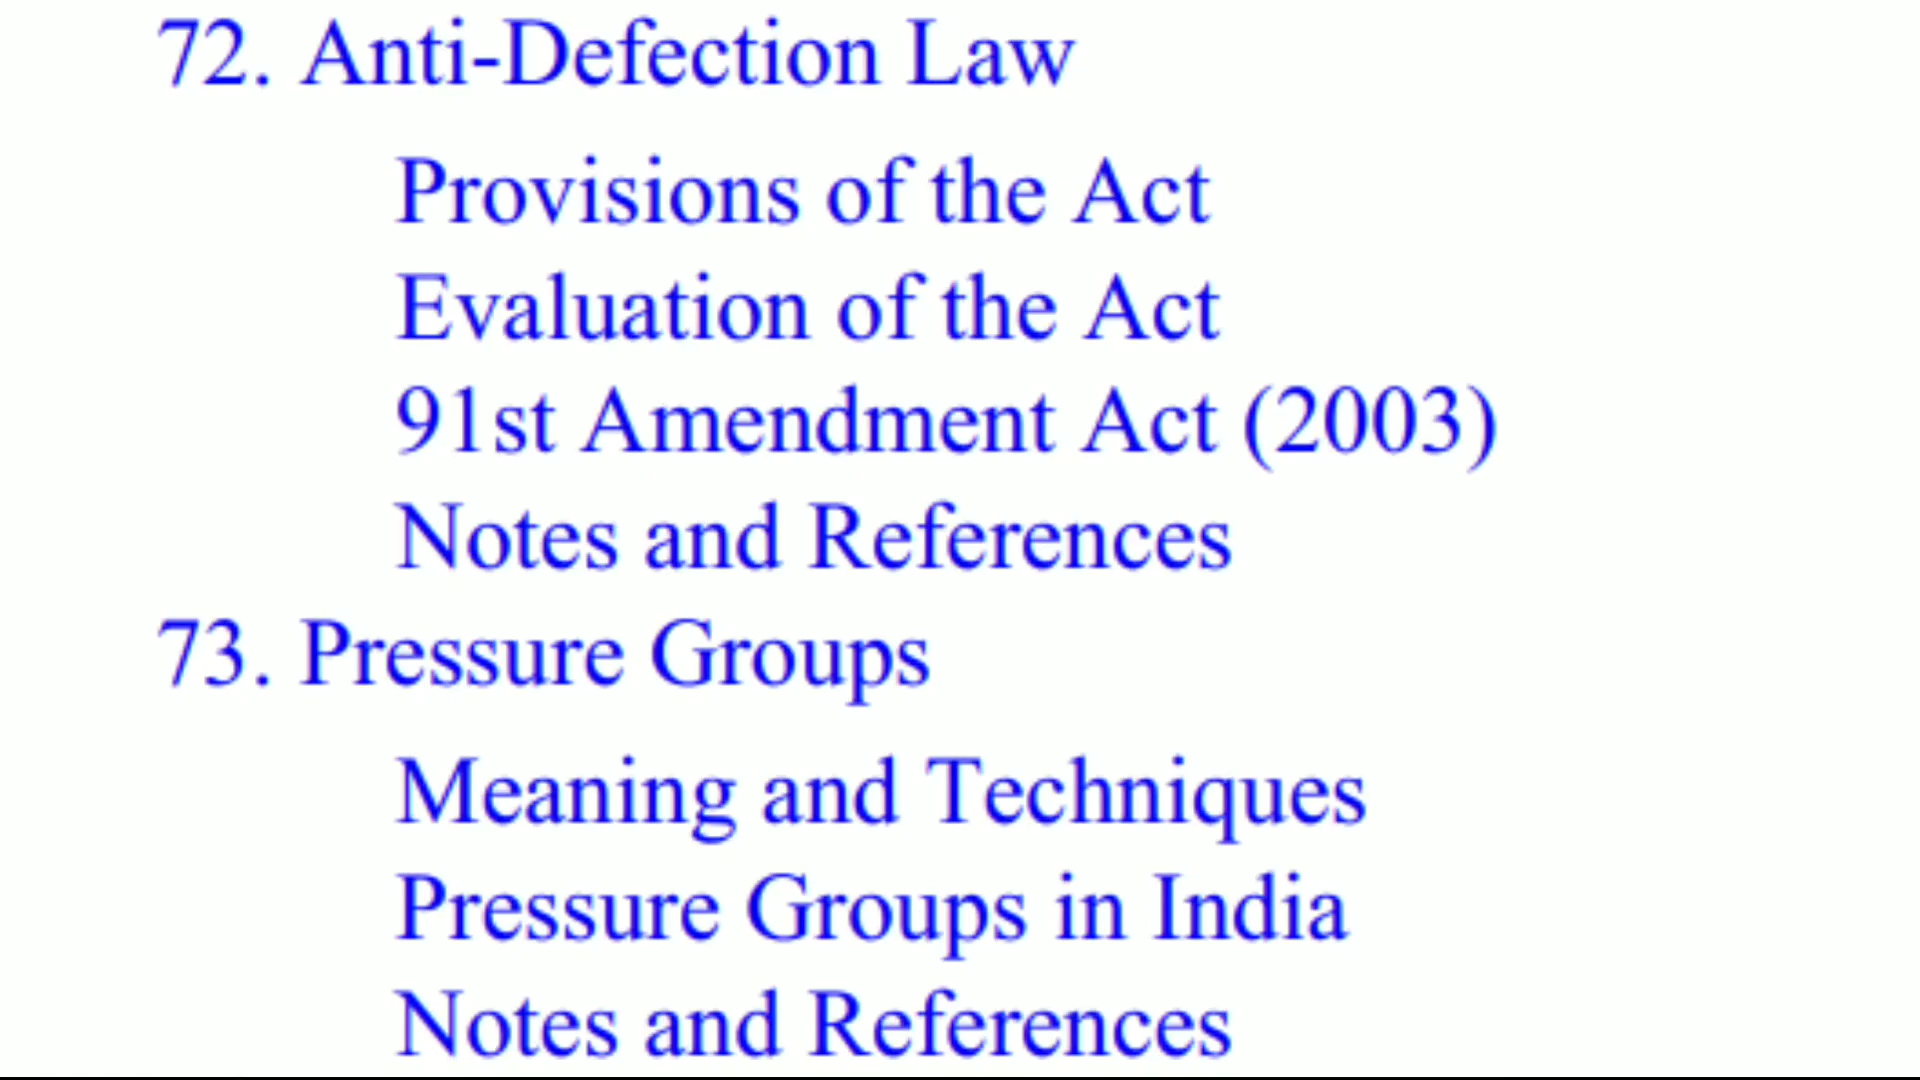 72. Anti-Defection Law
Provisions of the Act
Evaluation of the Act
91st Amendment Act (2003)
Notes and References
73. Pressure Groups
Meaning and Techniques
Pressure Groups in India
Notes and References